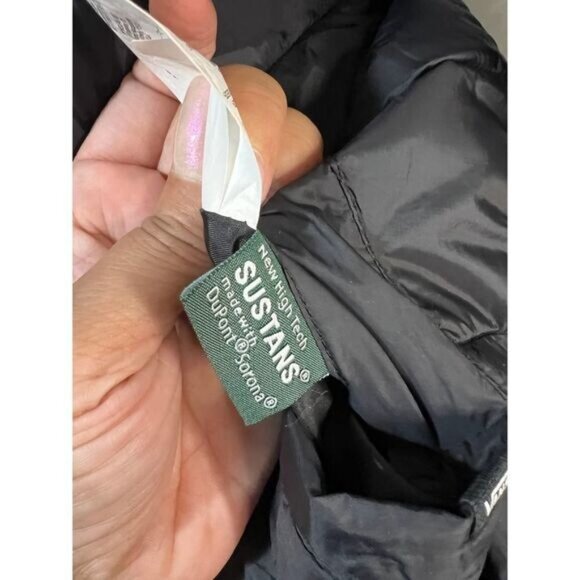 New High Tech
SUSTANS®
made with
DuPont® Sorona®